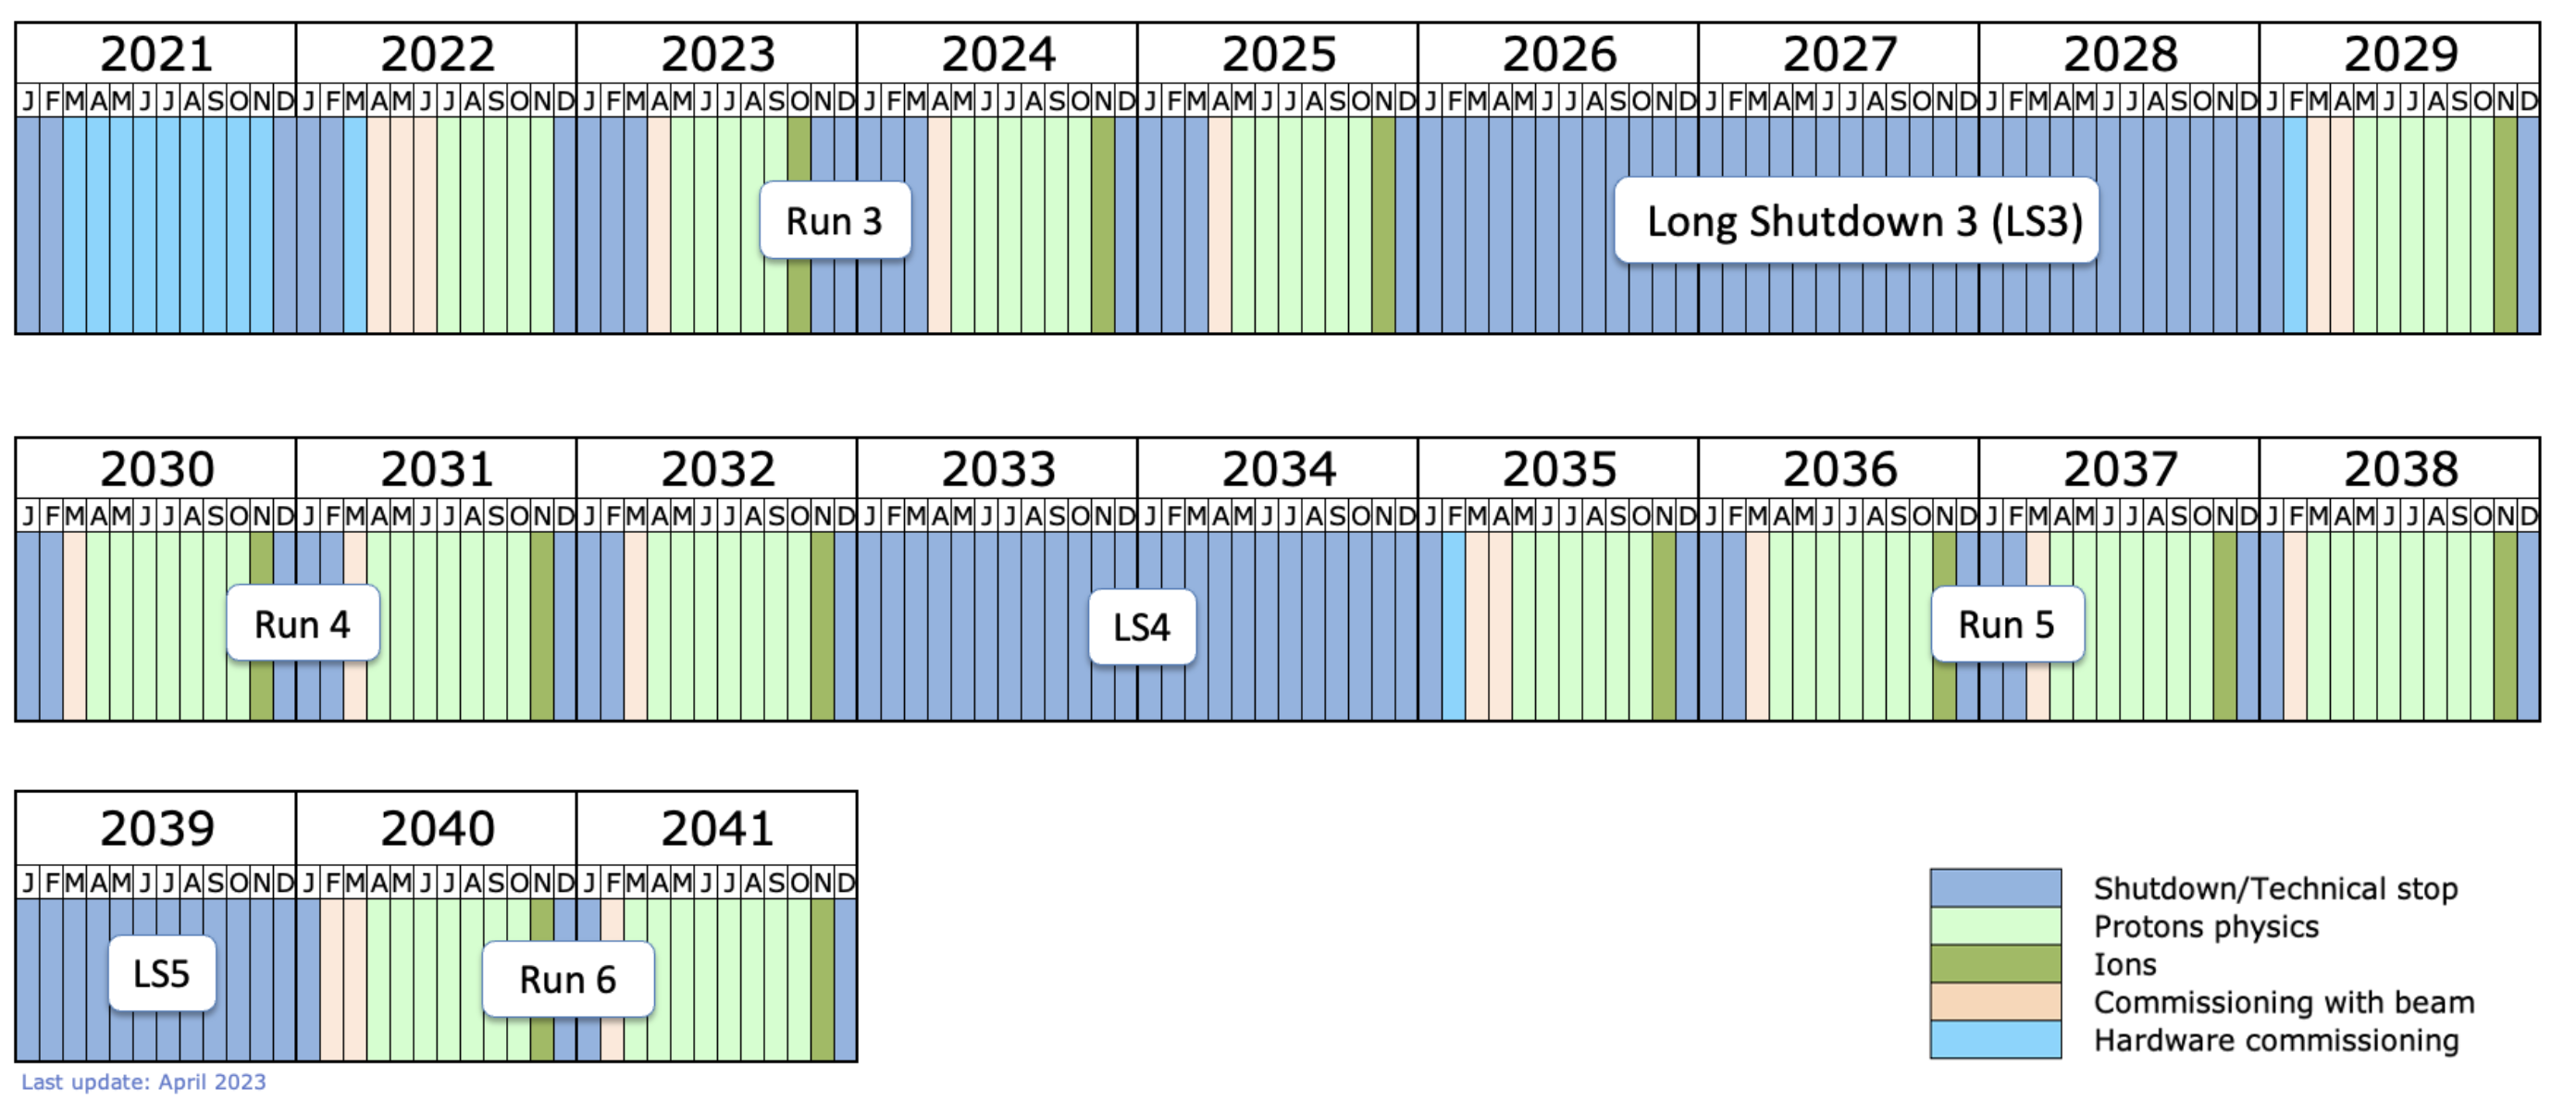 2021 2022 2023 2024 2025 2026 2027 2028 2029
J F M A M J J A S O N D J F M A M J J A S O N D J F M A M J J A S O N D J F M A M J J A S O N D J F M A M J J A S O N D J F M A M J J A S O N D J F M A M J J A S O N D J F M A M J J A S O N D J F M A M J J A S O N D
Run 3 Long Shutdown 3 (LS3)
2030 2031 2032 2033 2034 2035 2036 2037 2038
J F M A M J J A S O N D J F M A M J J A S O N D J F M A M J J A S O N D J F M A M J J A S O N D J F M A M J J A S O N D J F M A M J J A S O N D J F M A M J J A S O N D J F M A M J J A S O N D J F M A M J J A S O N D
Run 4 LS4 Run 5
2039 2040 2041
J F M A M J J A S O N D J F M A M J J A S O N D J F M A M J J A S O N D
LS5 Run 6
Last update: April 2023
Shutdown/Technical stop
Protons physics
Ions
Commissioning with beam
Hardware commissioning